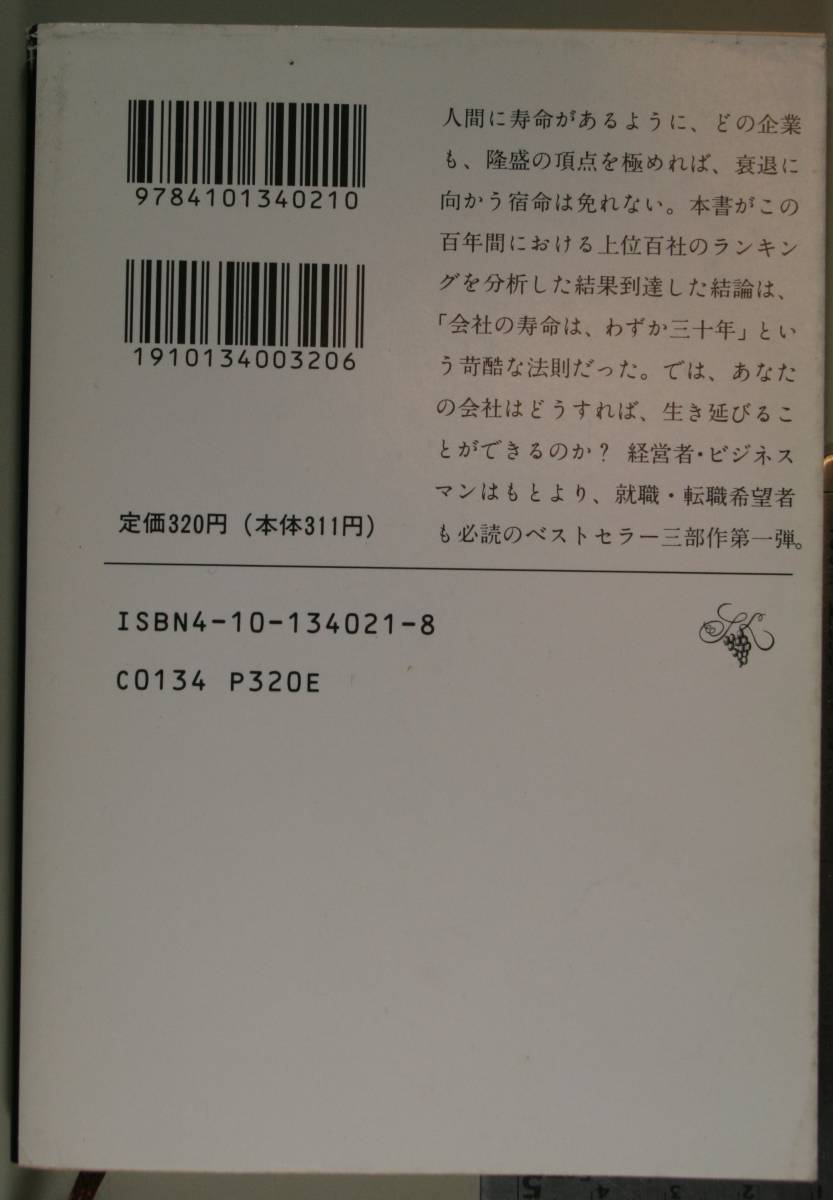 9784101340210
1910134003206
人間に寿命があるように、どの企業
も、隆盛の頂点を極めれば、衰退に
向かう宿命は免れない。本書がこの
百年間における上位百社のランキン
グを分析した結果到達した結論は、
「会社の寿命は、わずか三十年」とい
う苛酷な法則だった。では、あなた
の会社はどうすれば、生き延びるこ
とができるのか? 経営者・ビジネス
マンはもとより、就職・転職希望者
も必読のベストセラー三部作第一弾。
定価320円(本体311円)
ISBN4-10-134021-8
C0134 P320E
5
4
3
2